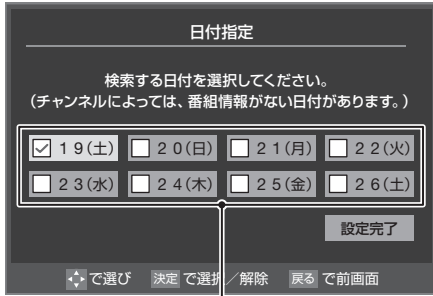 日付指定
検索する日付を選択してください。
(チャンネルによっては、番組情報がない日付があります。)
19(土) 20(日) 21(月) 22(火)
23(水) 24(木) 25(金) 26(土)
設定完了
で選び 決定 で選択／解除 戻る で前画面